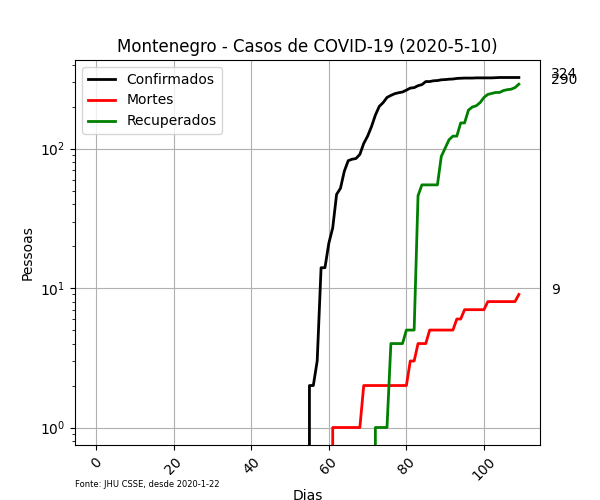 Montenegro - Casos de COVID-19 (2020-5-10)
Confirmados
Mortes
Recuperados
324
290
9
10²
10¹
10⁰
Pessoas
0
20
40
60
80
100
Fonte: JHU CSSE, desde 2020-1-22
Dias